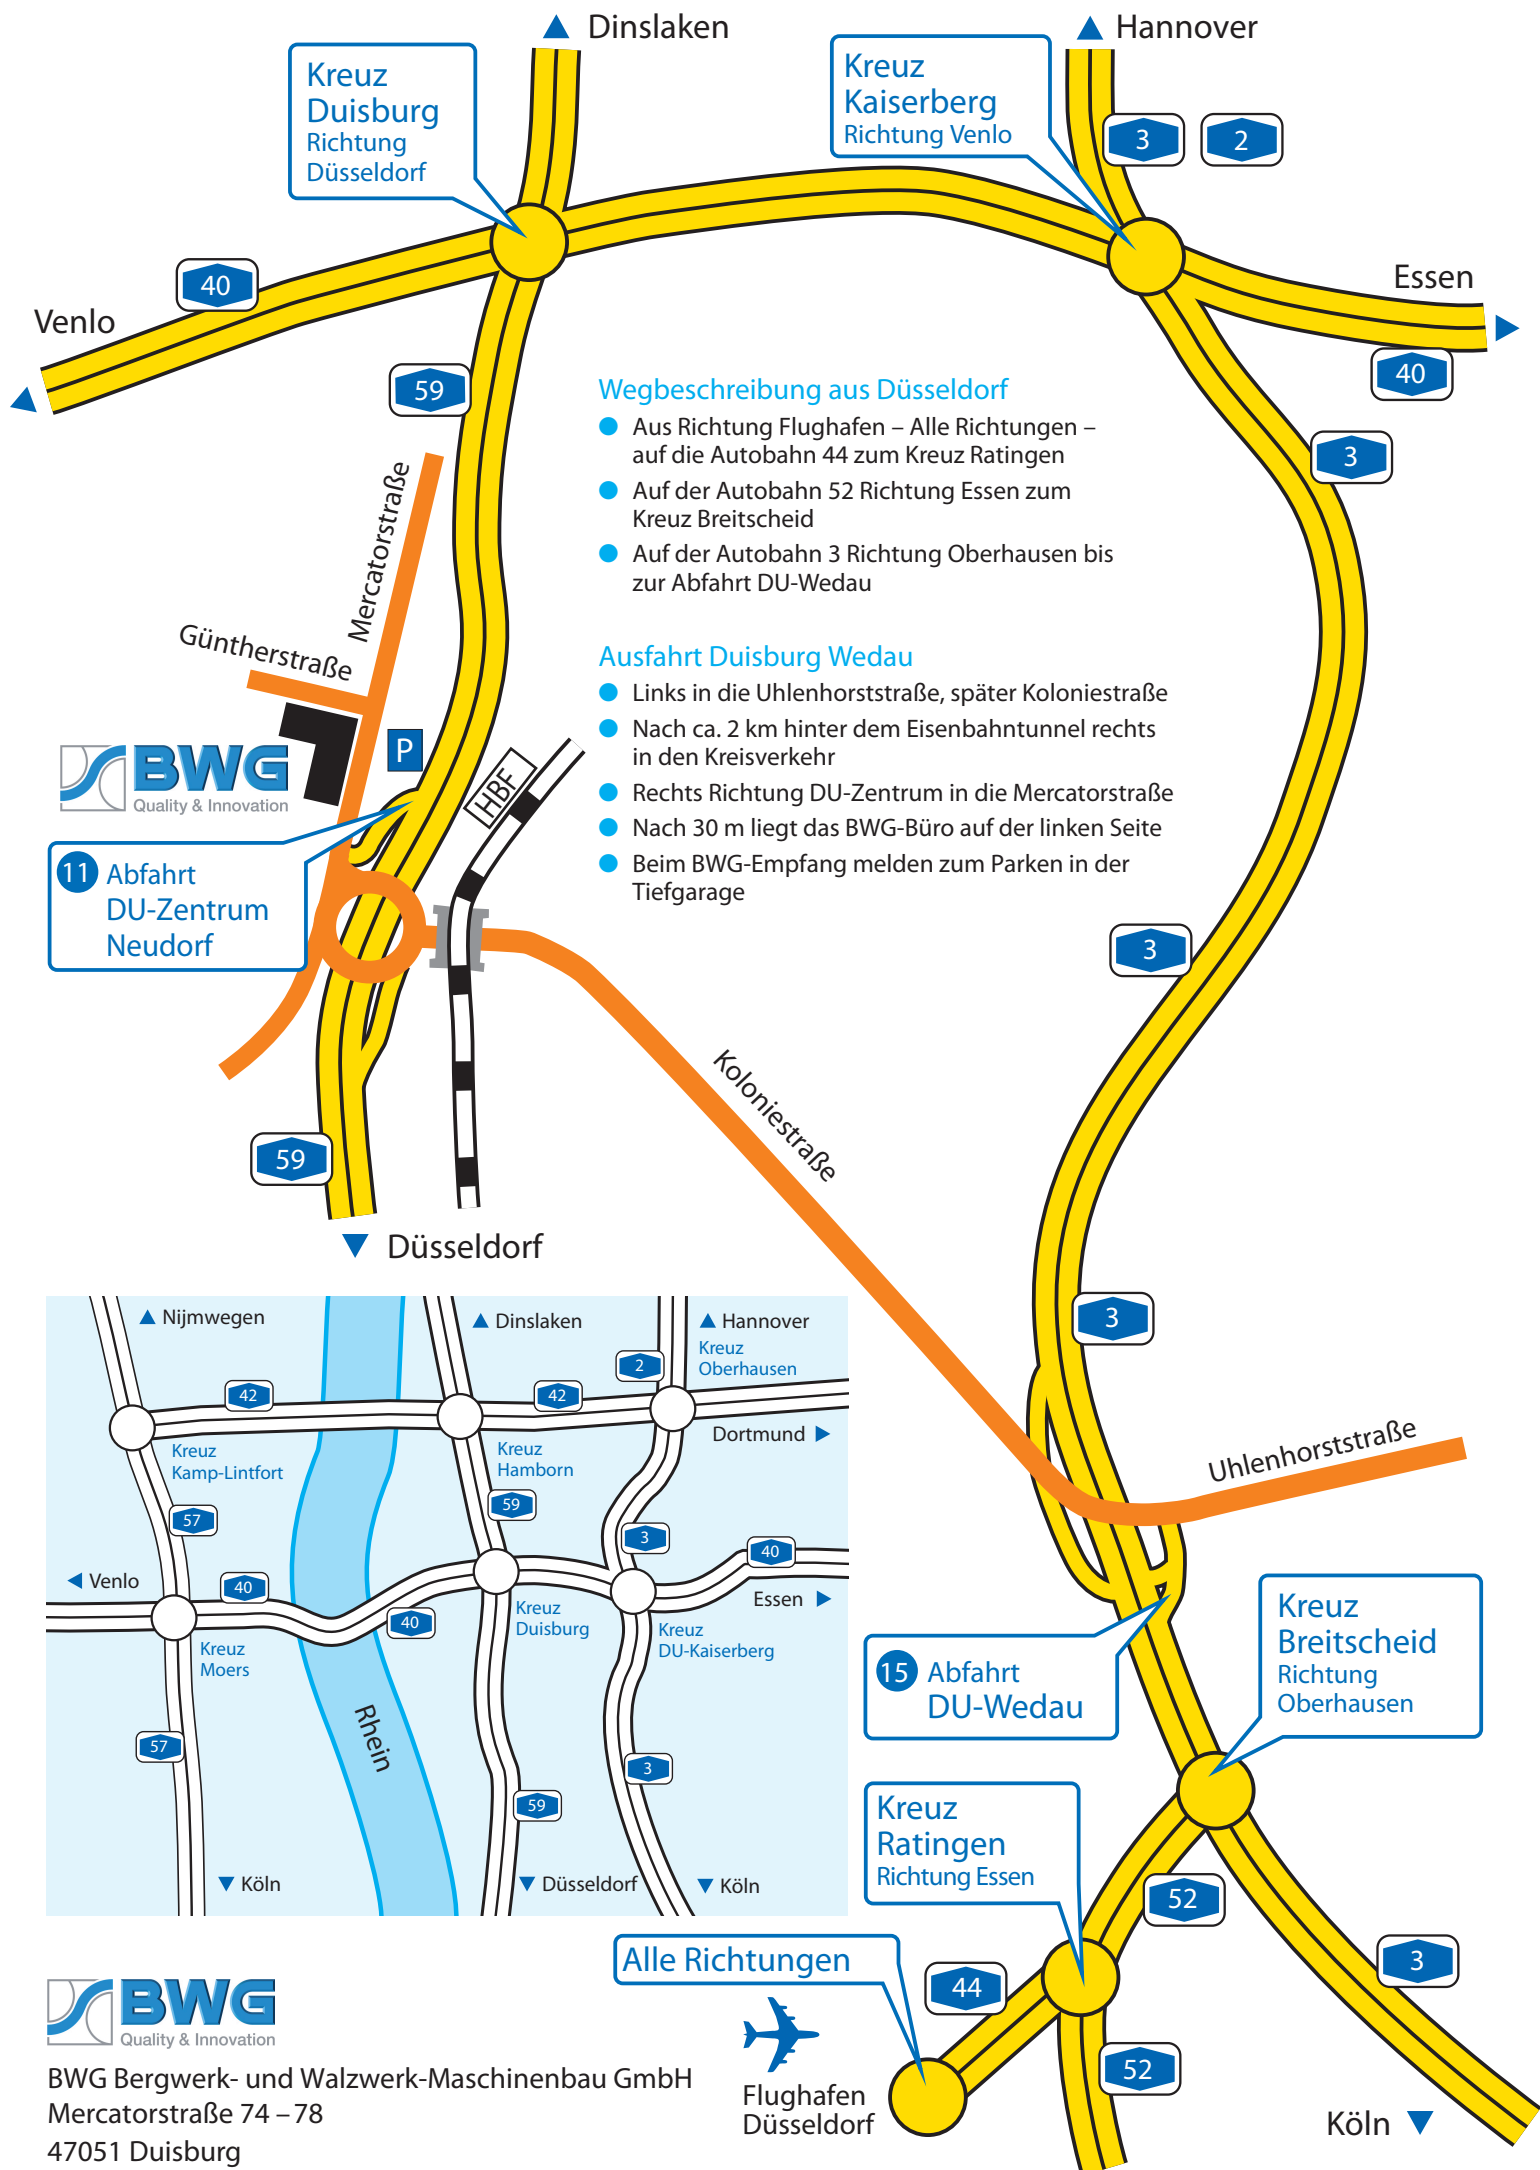 Dinslaken
Hannover
Kreuz
Duisburg
Richtung
Düsseldorf
Kreuz
Kaiserberg
Richtung Venlo
3
2
40
Venlo
Essen
40
59
3
Wegbeschreibung aus Düsseldorf
Aus Richtung Flughafen – Alle Richtungen –
auf die Autobahn 44 zum Kreuz Ratingen
Auf der Autobahn 52 Richtung Essen zum
Kreuz Breitscheid
Auf der Autobahn 3 Richtung Oberhausen bis
zur Abfahrt DU-Wedau
Mercatorstraße
Güntherstraße
Ausfahrt Duisburg Wedau
Links in die Uhlenhorststraße, später Koloniestraße
Nach ca. 2 km hinter dem Eisenbahntunnel rechts
in den Kreisverkehr
Rechts Richtung DU-Zentrum in die Mercatorstraße
Nach 30 m liegt das BWG-Büro auf der linken Seite
Beim BWG-Empfang melden zum Parken in der
Tiefgarage
P
HBF
BWG
Quality & Innovation
11 Abfahrt
DU-Zentrum
Neudorf
3
Koloniestraße
59
Düsseldorf
3
Uhlenhorststraße
Nijmwegen
Dinslaken
Hannover
Kreuz
Oberhausen
2
42
42
Dortmund
Kreuz
Kamp-Lintfort
Kreuz
Hamborn
57
59
3
40
Venlo
40
40
Essen
Kreuz
Duisburg
Kreuz
DU-Kaiserberg
Kreuz
Moers
Rhein
57
3
59
Köln
Düsseldorf
Köln
15 Abfahrt
DU-Wedau
Kreuz
Breitscheid
Richtung
Oberhausen
Kreuz
Ratingen
Richtung Essen
52
3
Alle Richtungen
44
52
Flughafen
Düsseldorf
Köln
BWG
Quality & Innovation
BWG Bergwerk- und Walzwerk-Maschinenbau GmbH
Mercatorstraße 74 – 78
47051 Duisburg